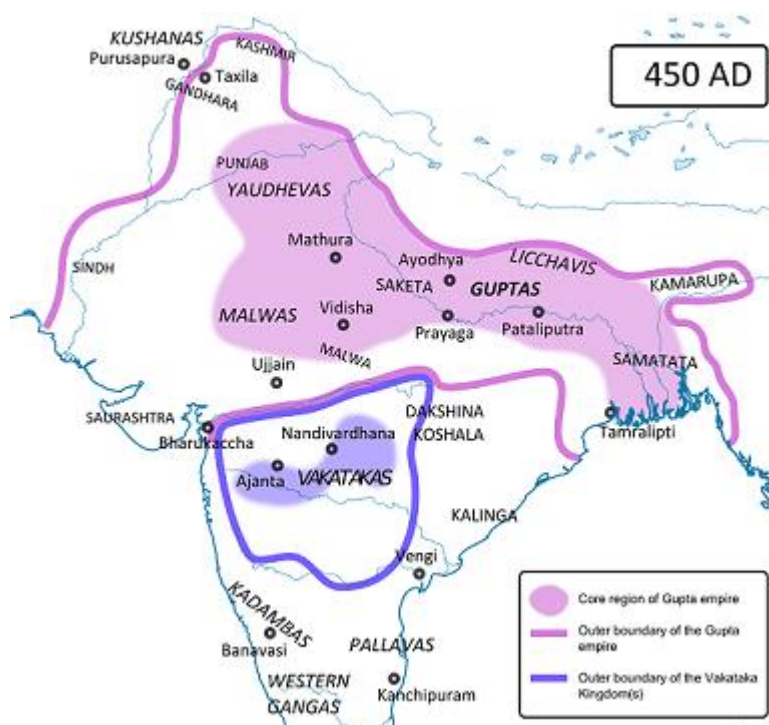 KUSHANAS
KASHMIR
Purusapura
Taxila
GANDHARA
450 AD
PUNJAB
YAUDHEVAS
Mathura
Ayodhya
LICCHAVIS
SINDH
SAKETA
GUPTAS
KAMARUPA
MALWAS
Vidisha
Prayaga
Pataliputra
MALWA
SAMATATA
Ujjain
SAURASHTRA
DAKSHINA
KOSHALA
Bharukaccha
Nandivardhana
Tamralipti
Ajanta
VAKATAKAS
KALINGA
Vengi
KADAMBAS
Banavasi
PALLAVAS
WESTERN
GANGAS
Kanchipuram
Core region of Gupta empire
Outer boundary of the Gupta
empire
Outer boundary of the Vakataka
Kingdom(s)